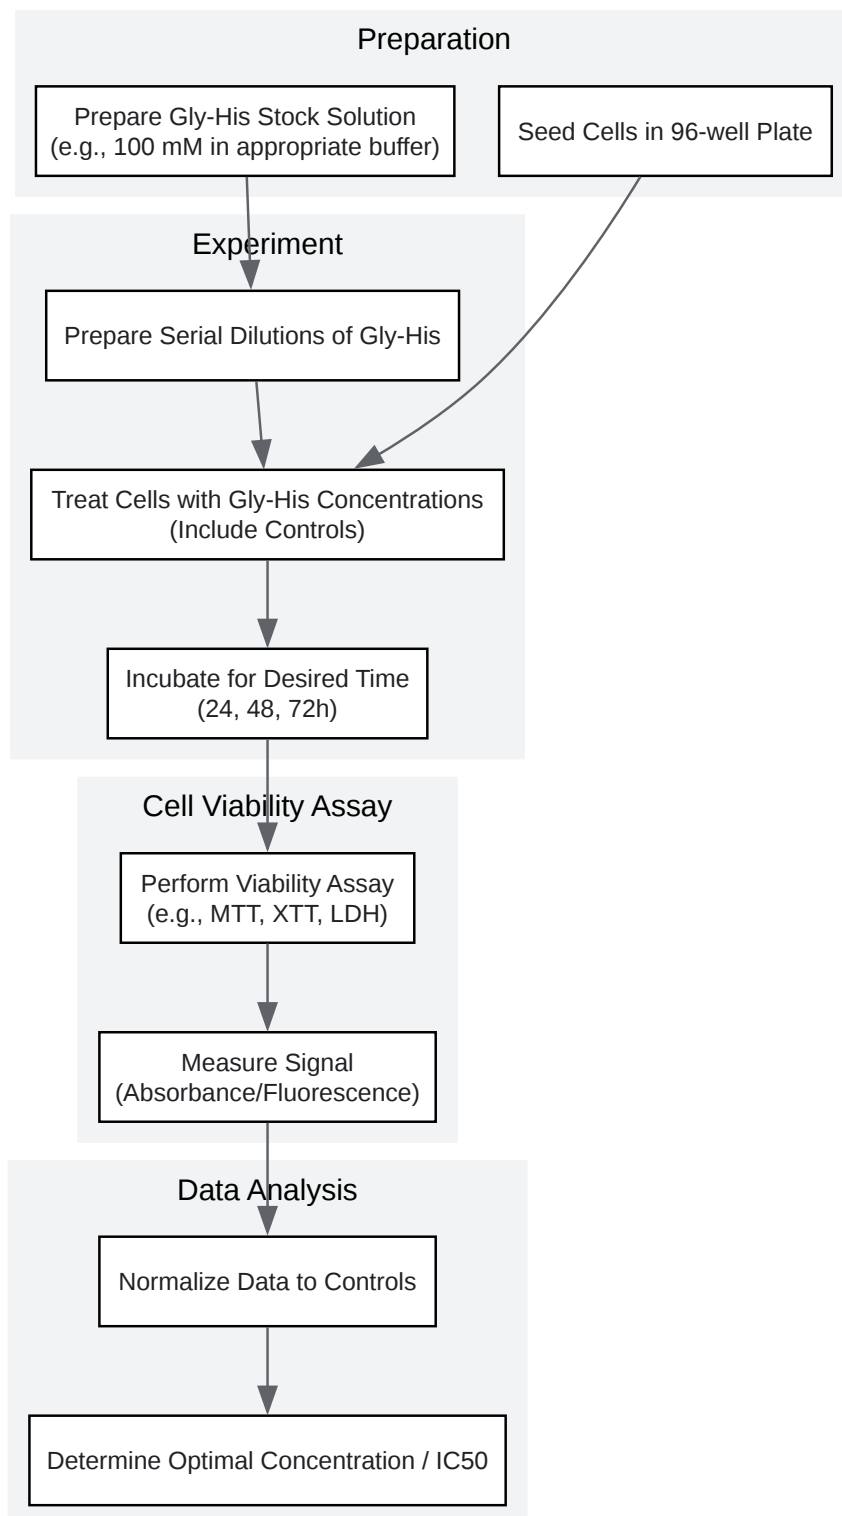 Preparation
Prepare Gly-His Stock Solution
(e.g., 100 mM in appropriate buffer)
Seed Cells in 96-well Plate
Experiment
Prepare Serial Dilutions of Gly-His
Treat Cells with Gly-His Concentrations
(Include Controls)
Incubate for Desired Time
(24, 48, 72h)
Cell Viability Assay
Perform Viability Assay
(e.g., MTT, XTT, LDH)
Measure Signal
(Absorbance/Fluorescence)
Data Analysis
Normalize Data to Controls
Determine Optimal Concentration / IC50